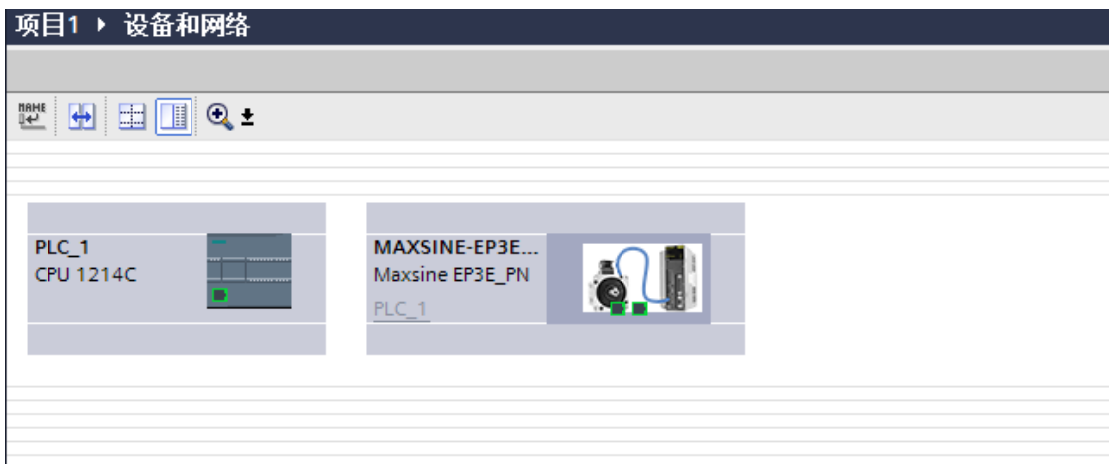 项目1 ▸ 设备和网络
NAME
PLC_1
CPU 1214C
MAXSINE-EP3E...
Maxsine EP3E_PN
PLC_1